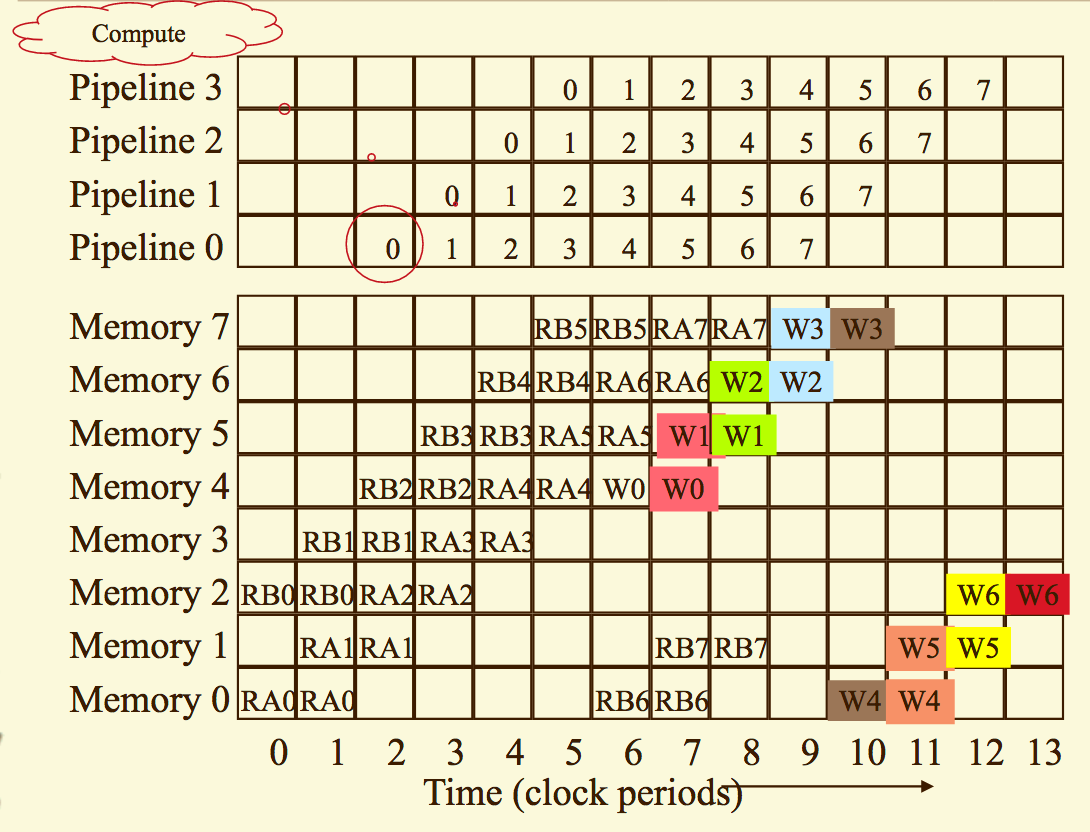 Compute
Pipeline 3 0 1 2 3 4 5 6 7
Pipeline 2 0 1 2 3 4 5 6 7
Pipeline 1 0 1 2 3 4 5 6 7
Pipeline 0 0 1 2 3 4 5 6 7
Memory 7 RB5 RB5 RA7 RA7 W3 W3
Memory 6 RB4 RB4 RA6 RA6 W2 W2
Memory 5 RB3 RB3 RA5 RA5 W1 W1
Memory 4 RB2 RB2 RA4 RA4 W0 W0
Memory 3 RB1 RB1 RA3 RA3
Memory 2 RB0 RB0 RA2 RA2 W6 W6
Memory 1 RA1 RA1 RB7 RB7 W5 W5
Memory 0 RA0 RA0 RB6 RB6 W4 W4
0 1 2 3 4 5 6 7 8 9 10 11 12 13
Time (clock periods)